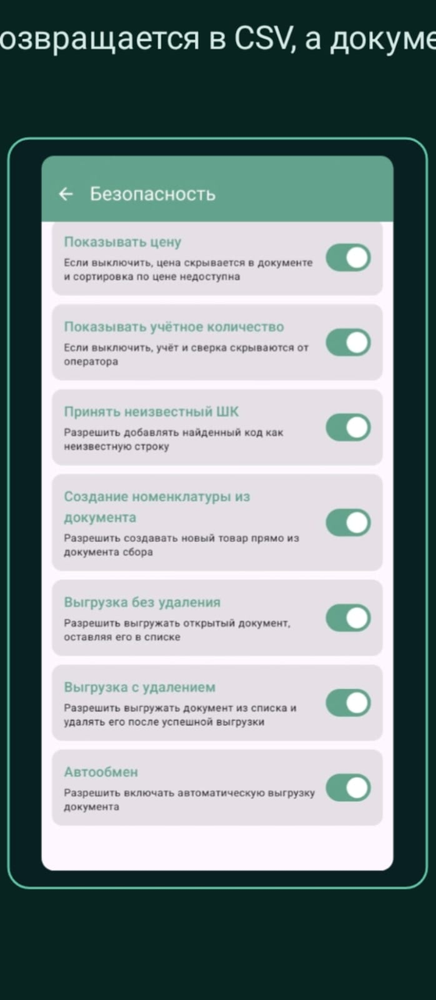 озвращается в CSV, а докуме
Безопасность
Показывать цену
Если выключить, цена скрывается в документе
и сортировка по цене недоступна
Показывать учётное количество
Если выключить, учёт и сверка скрываются от
оператора
Принять неизвестный ШК
Разрешить добавлять найденный код как
неизвестную строку
Создание номенклатуры из
документа
Разрешить создавать новый товар прямо из
документа сбора
Выгрузка без удаления
Разрешить выгружать открытый документ,
оставляя его в списке
Выгрузка с удалением
Разрешить выгружать документ из списка и
удалять его после успешной выгрузки
Автообмен
Разрешить включать автоматическую выгрузку
документа